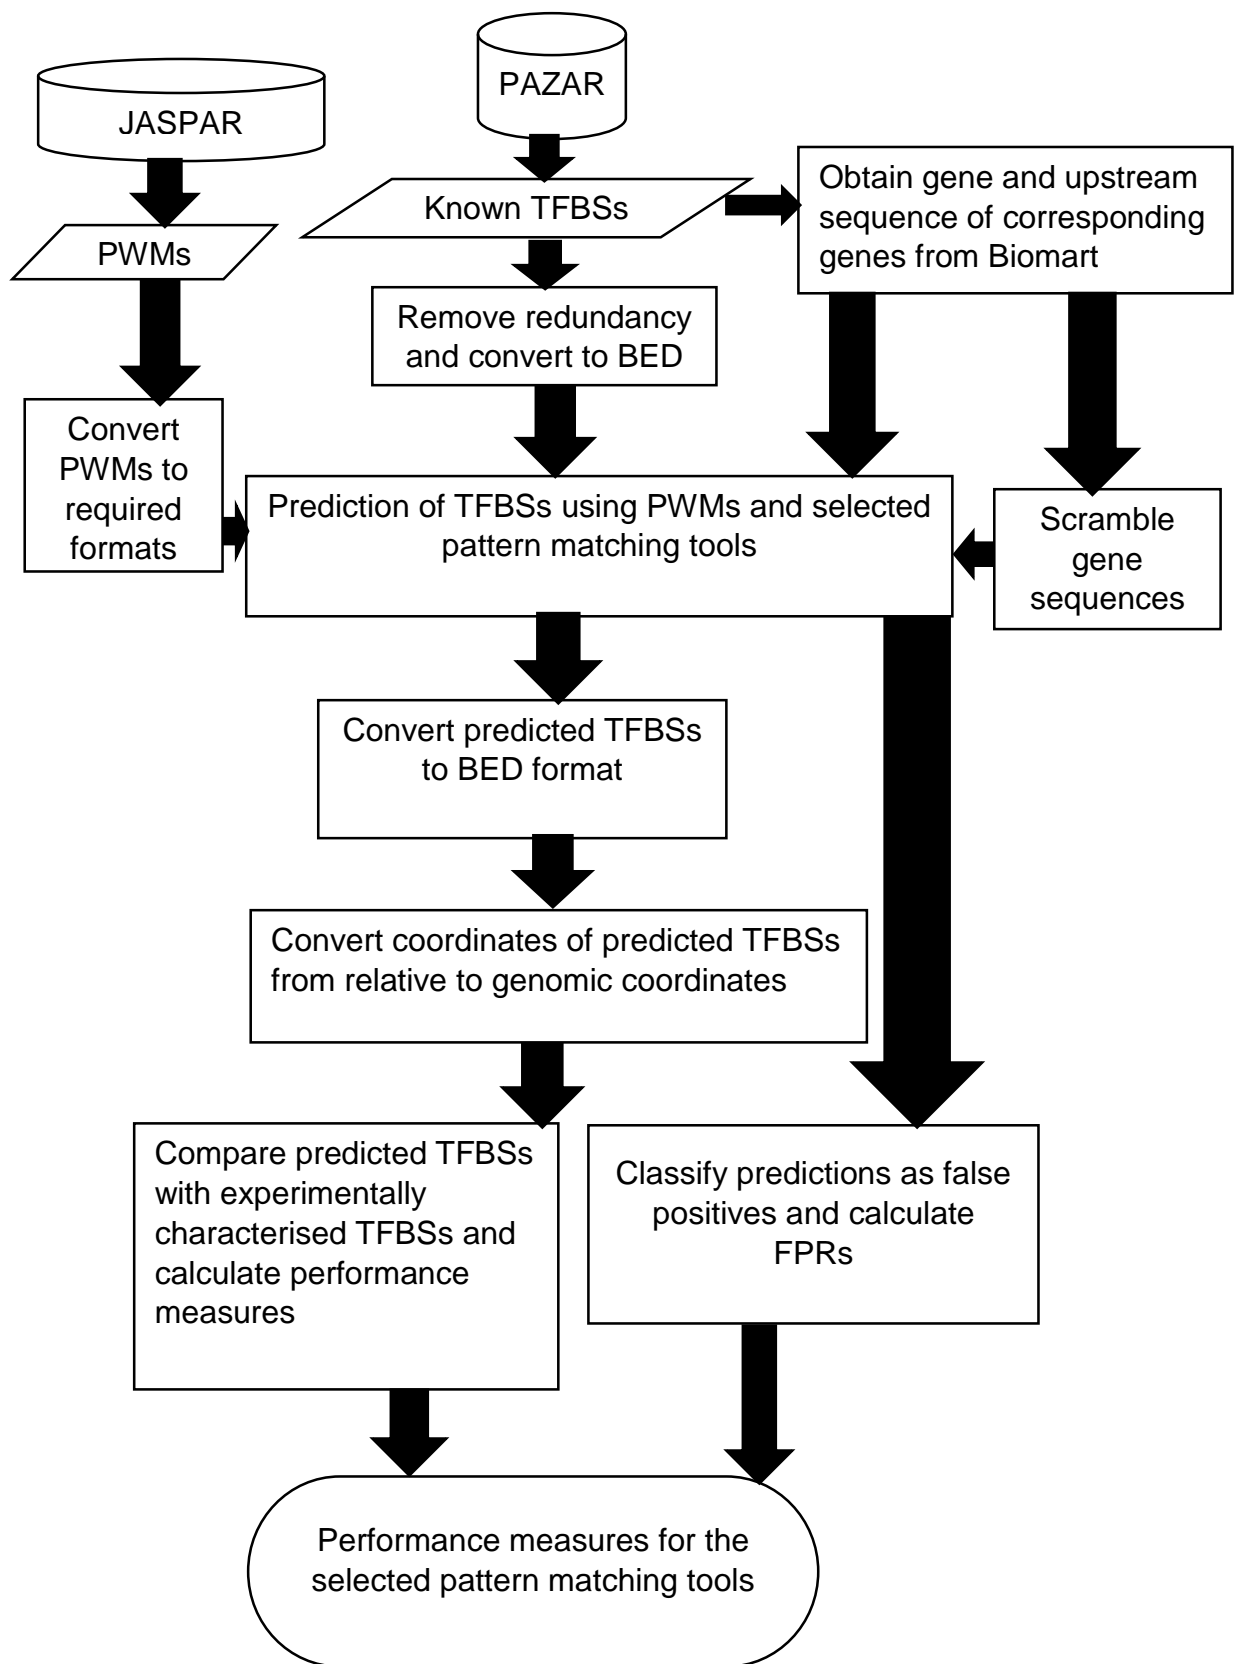 PAZAR
JASPAR
Known TFBSs
Obtain gene and upstream
sequence of corresponding
genes from Biomart
PWMs
Remove redundancy
and convert to BED
Convert
PWMs to
required
formats
Prediction of TFBSs using PWMs and selected
pattern matching tools
Scramble
gene
sequences
Convert predicted TFBSs
to BED format
Convert coordinates of predicted TFBSs
from relative to genomic coordinates
Compare predicted TFBSs
with experimentally
characterised TFBSs and
calculate performance
measures
Classify predictions as false
positives and calculate
FPRs
Performance measures for the
selected pattern matching tools